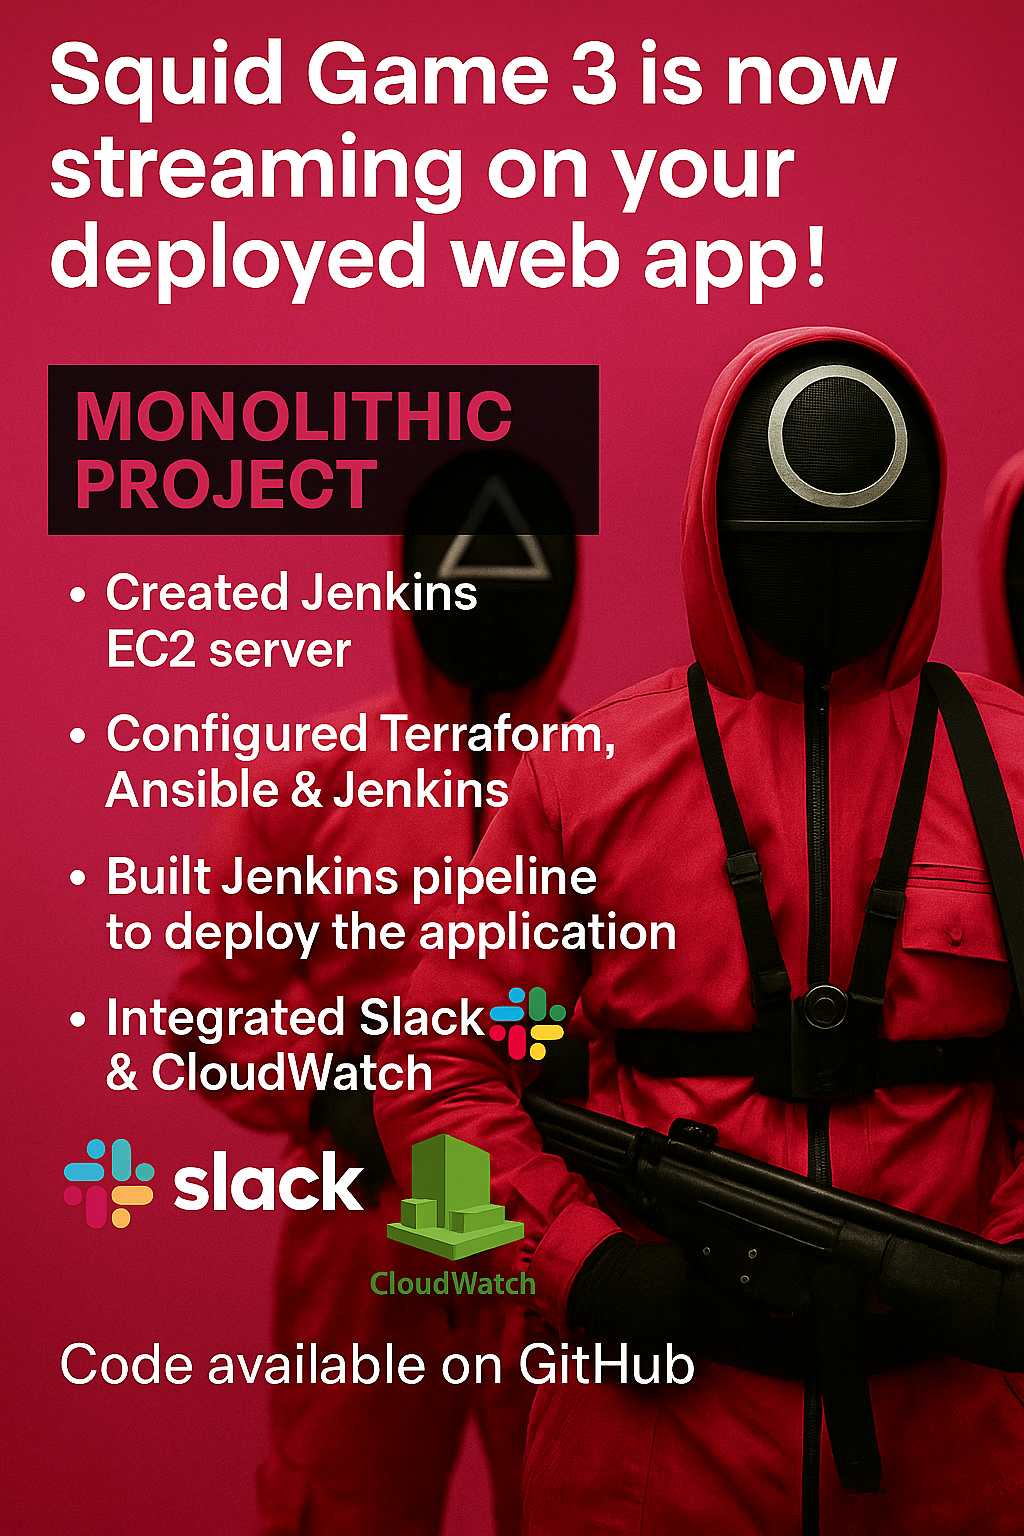 Squid Game 3 is now
streaming on your
deployed web app!
MONOLITHIC
PROJECT
• Created Jenkins
EC2 server
• Configured Terraform,
Ansible & Jenkins
• Built Jenkins pipeline
to deploy the application
• Integrated Slack
& CloudWatch
slack
CloudWatch
Code available on GitHub